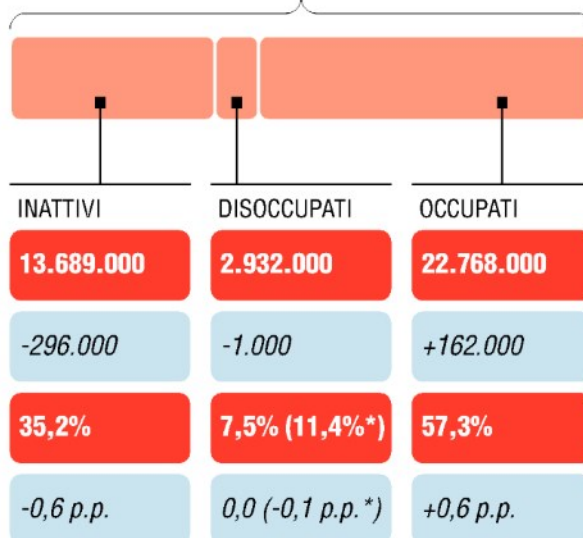 INATTIVI
DISOCCUPATI
OCCUPATI
13.689.000
2.932.000
22.768.000
-296.000
-1.000
+162.000
35,2%
7,5% (11,4%*)
57,3%
-0,6 p.p.
0,0 (-0,1 p.p.*)
+0,6 p.p.